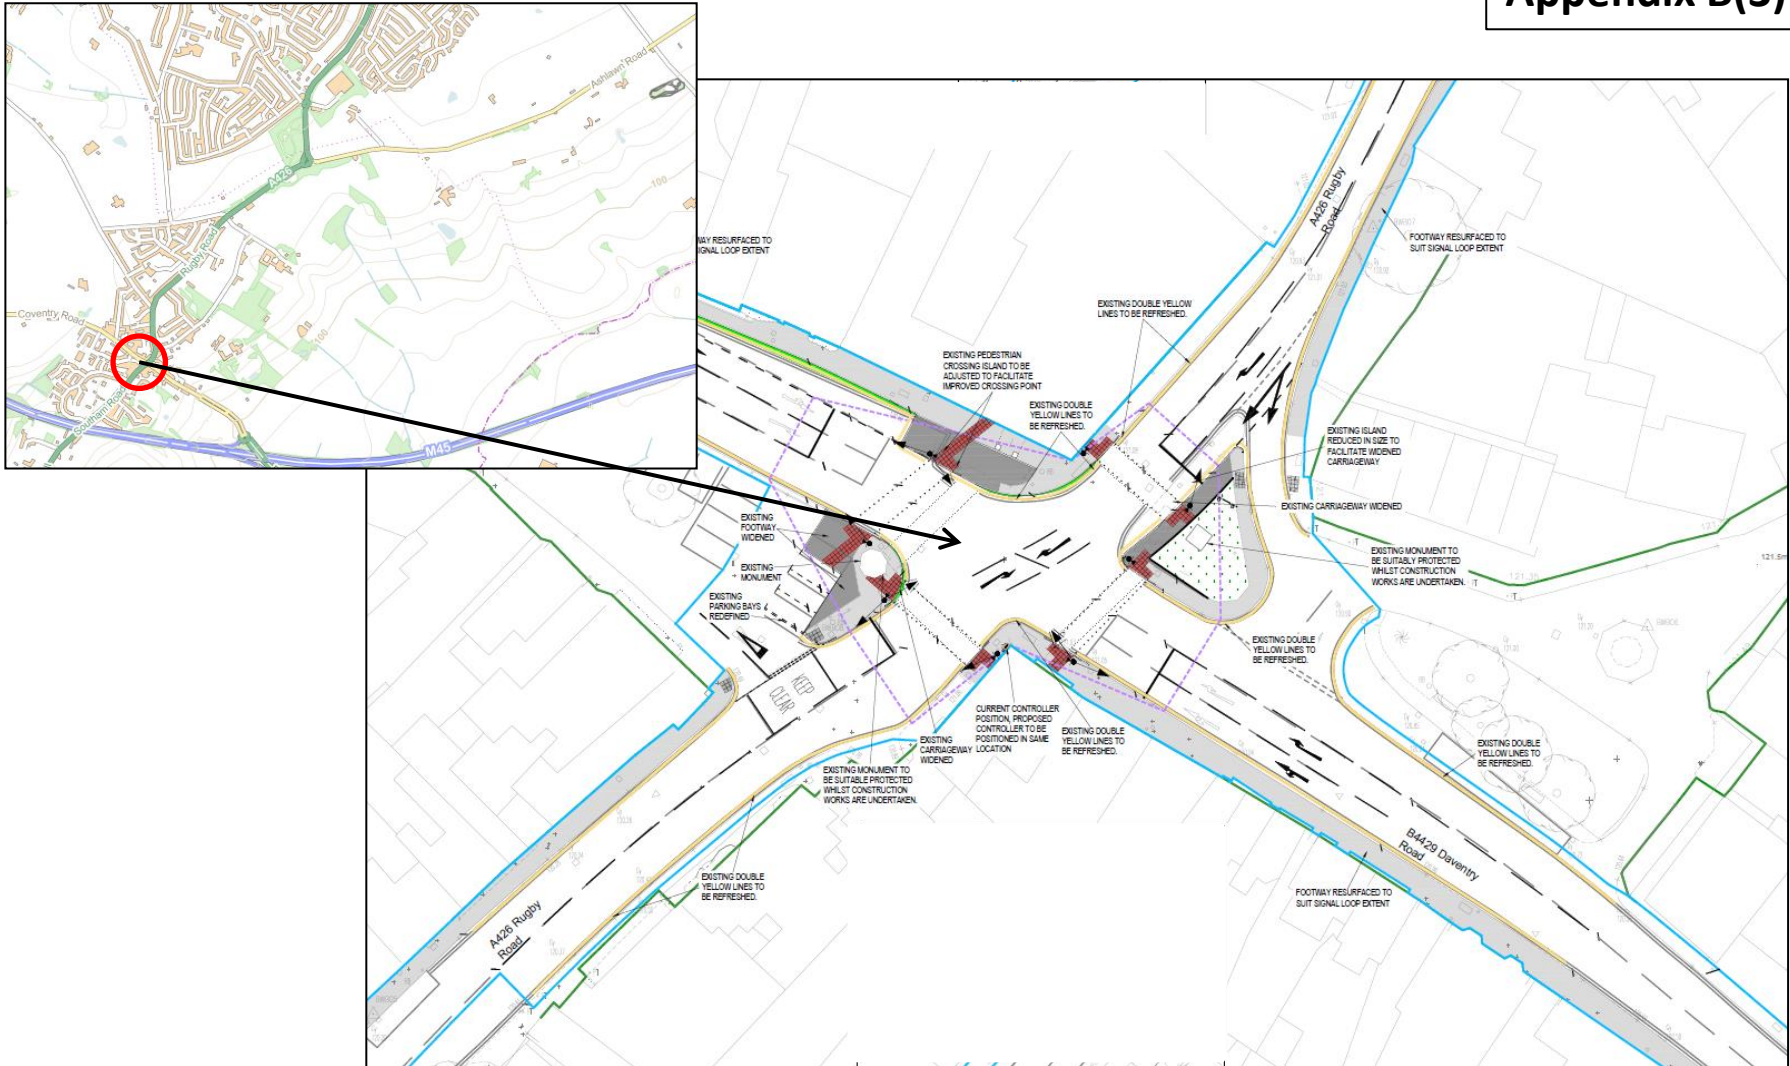 Appendix B(3)
Ashlawn Road
A426
100
Rugby Road
Coventry Road
100
Southam Road
M45
A426 Rugby
Road
FOOTWAY RESURFACED TO
SUIT SIGNAL LOOP EXTENT
WAY RESURFACED TO
SIGNAL LOOP EXTENT
EXISTING DOUBLE YELLOW
LINES TO BE REFRESHED.
EXISTING PEDESTRIAN
CROSSING ISLAND TO BE
ADJUSTED TO FACILITATE
IMPROVED CROSSING POINT
EXISTING DOUBLE
YELLOW LINES TO
BE REFRESHED.
EXISTING ISLAND
REDUCED IN SIZE TO
FACILITATE WIDENED
CARRIAGEWAY
EXISTING CARRIAGEWAY WIDENED
EXISTING
FOOTWAY
WIDENED
EXISTING MONUMENT TO
BE SUITABLY PROTECTED
WHILST CONSTRUCTION
WORKS ARE UNDERTAKEN.
121.5m
121.35
EXISTING
MONUMENT
EXISTING
PARKING BAYS
REDEFINED
EXISTING DOUBLE
YELLOW LINES TO
BE REFRESHED.
KEEP
CLEAR
CURRENT CONTROLLER
POSITION, PROPOSED
CONTROLLER TO BE
POSITIONED IN SAME
LOCATION
EXISTING DOUBLE
YELLOW LINES TO
BE REFRESHED.
EXISTING
CARRIAGEWAY
WIDENED
EXISTING DOUBLE
YELLOW LINES TO
BE REFRESHED.
EXISTING MONUMENT TO
BE SUITABLE PROTECTED
WHILST CONSTRUCTION
WORKS ARE UNDERTAKEN.
B4429 Daventry
Road
EXISTING DOUBLE
YELLOW LINES TO
BE REFRESHED.
FOOTWAY RESURFACED TO
SUIT SIGNAL LOOP EXTENT
A426 Rugby
Road